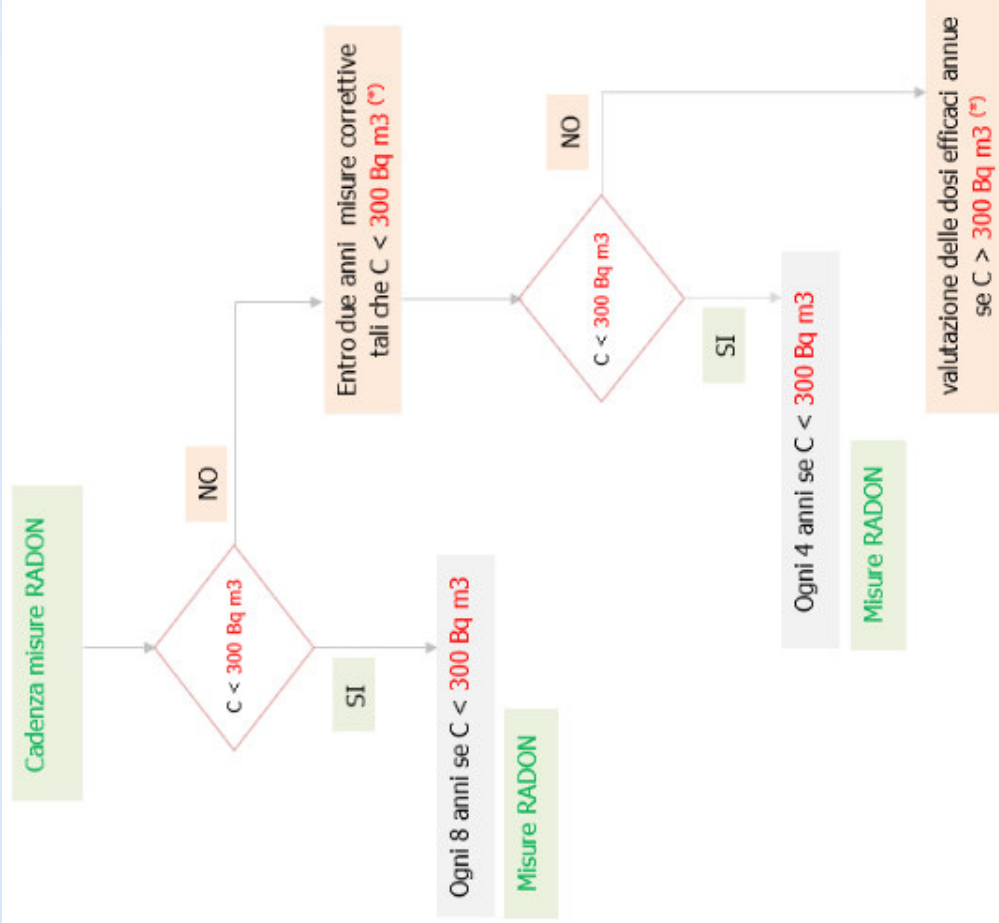 Cadenza misure RADON
C < 300 Bq m3
NO
SI
Ogni 8 anni se C < 300 Bq m3
Misure RADON
Entro due anni misure correttive
tali che C < 300 Bq m3 (*)
C < 300 Bq m3
NO
SI
Ogni 4 anni se C < 300 Bq m3
Misure RADON
valutazione delle dosi efficaci annue
se C > 300 Bq m3 (*)